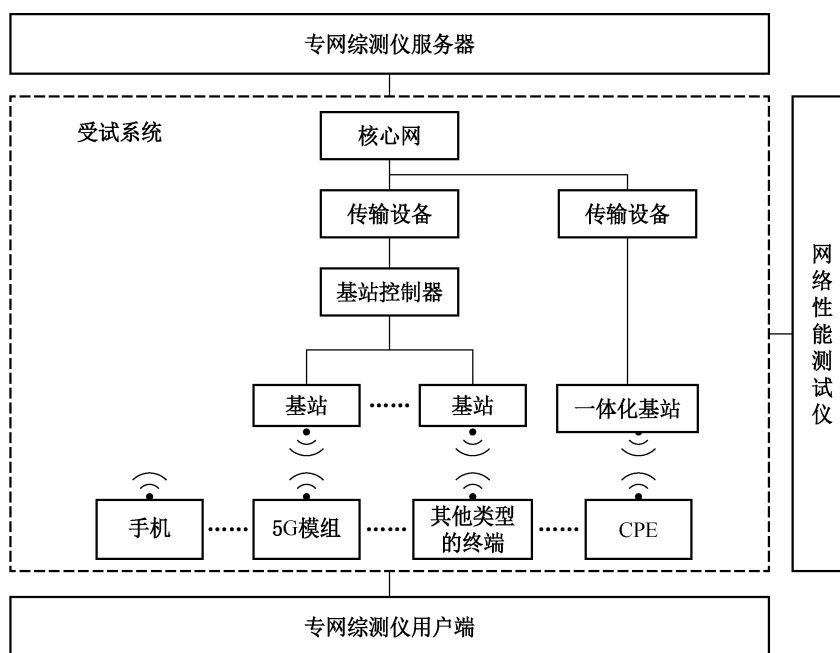 专网综测仪服务器
受试系统
核心网
传输设备
传输设备
基站控制器
基站
······
基站
一体化基站
手机
······
5G模组
······
其他类型
的终端
······
CPE
网络性能测试仪
专网综测仪用户端